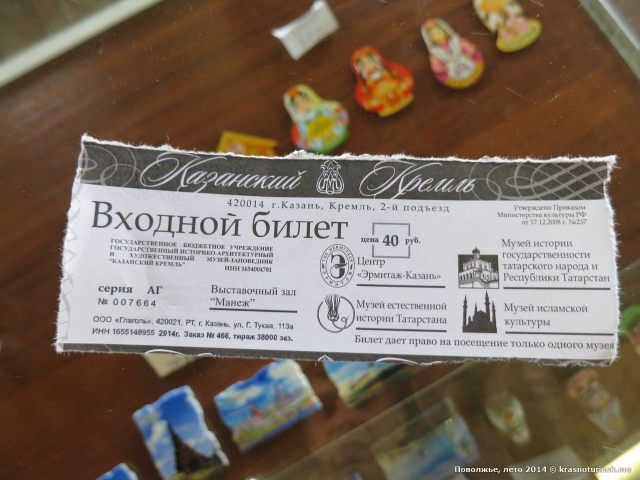 Казанский Кремль
420014 г.Казань, Кремль, 2-й подъезд
Утверждено Приказом
Министерства культуры РФ
от 17.12.2008 г. №257
Входной билет
цена 40 руб.
ГОСУДАРСТВЕННОЕ БЮДЖЕТНОЕ УЧРЕЖДЕНИЕ
ГОСУДАРСТВЕННЫЙ ИСТОРИКО-АРХИТЕКТУРНЫЙ
И ХУДОЖЕСТВЕННЫЙ МУЗЕЙ-ЗАПОВЕДНИК
"КАЗАНСКИЙ КРЕМЛЬ"
ИНН 1654004781
серия АГ
№ 007664
Выставочный зал
"Манеж"
Центр
«Эрмитаж-Казань»
Музей естественной
истории Татарстана
Музей истории
государственности
татарского народа и
Республики Татарстан
Музей исламской
культуры
ООО «Глаголь», 420021, РТ, г. Казань, ул. Г. Тукая, 113а
ИНН 1655148955 2014г. Заказ № 466, тираж 38000 экз.
Билет дает право на посещение только одного музея
Поволжье, лето 2014 © krasnoturinsk.me